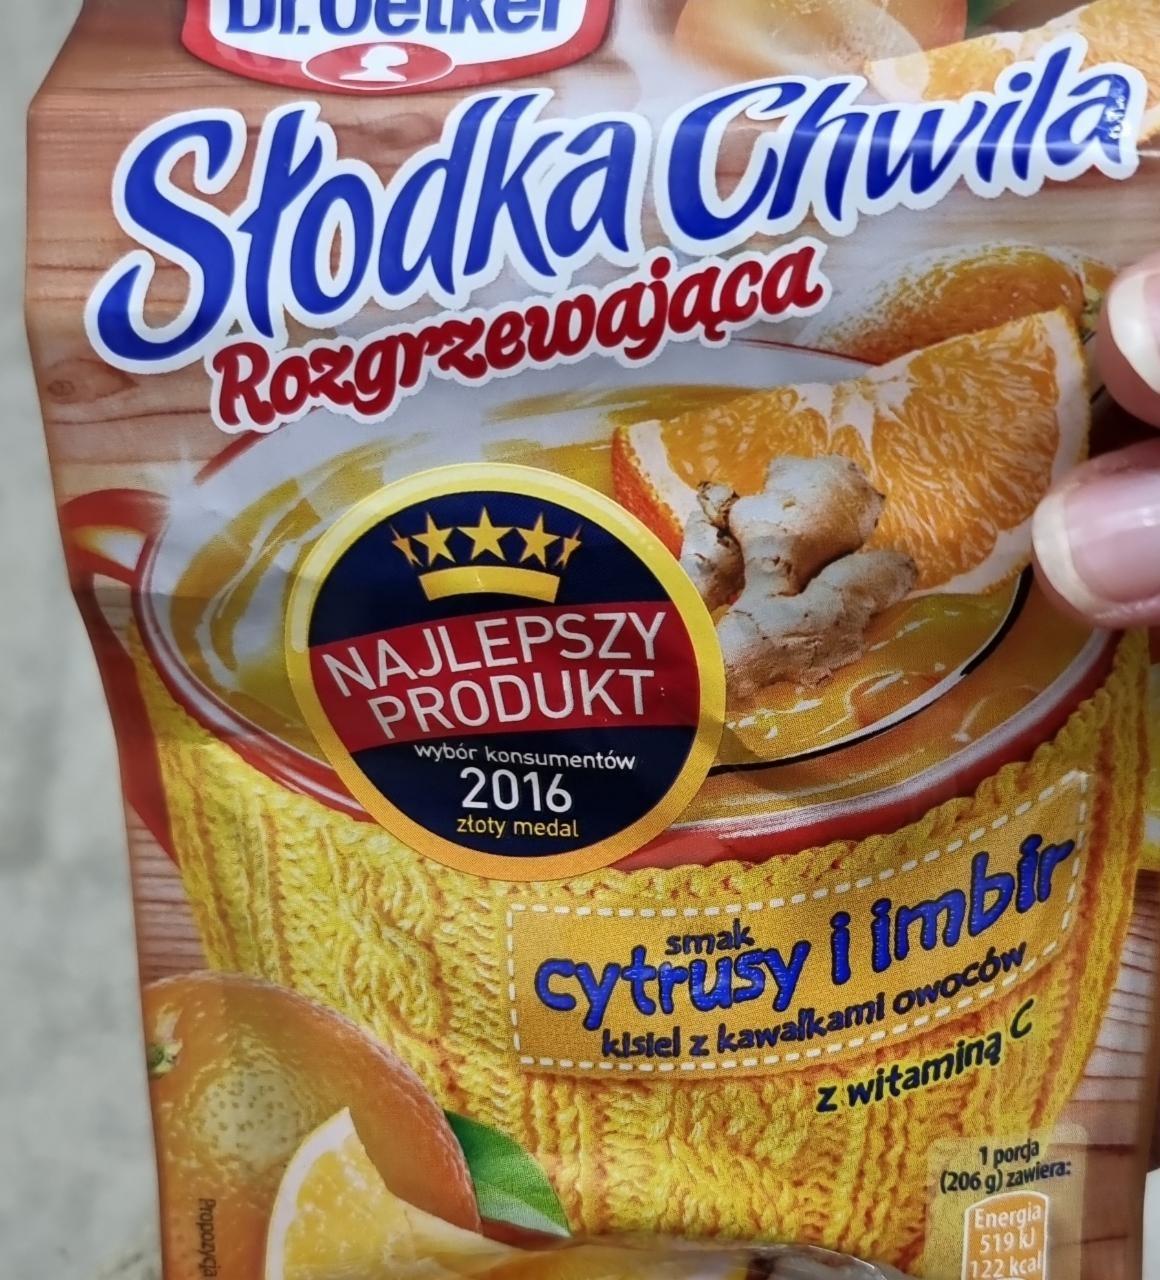 Dr.Oetker
Słodka Chwila
Rozgrzewająca
NAJLEPSZY
PRODUKT
wybór konsumentów
2016
złoty medal
smak
cytrusy i imbir
kisiel z kawałkami owoców
z witaminą C
1 porcja
(206 g) zawiera:
Energia
519 kJ
122 kcal
Propozycja